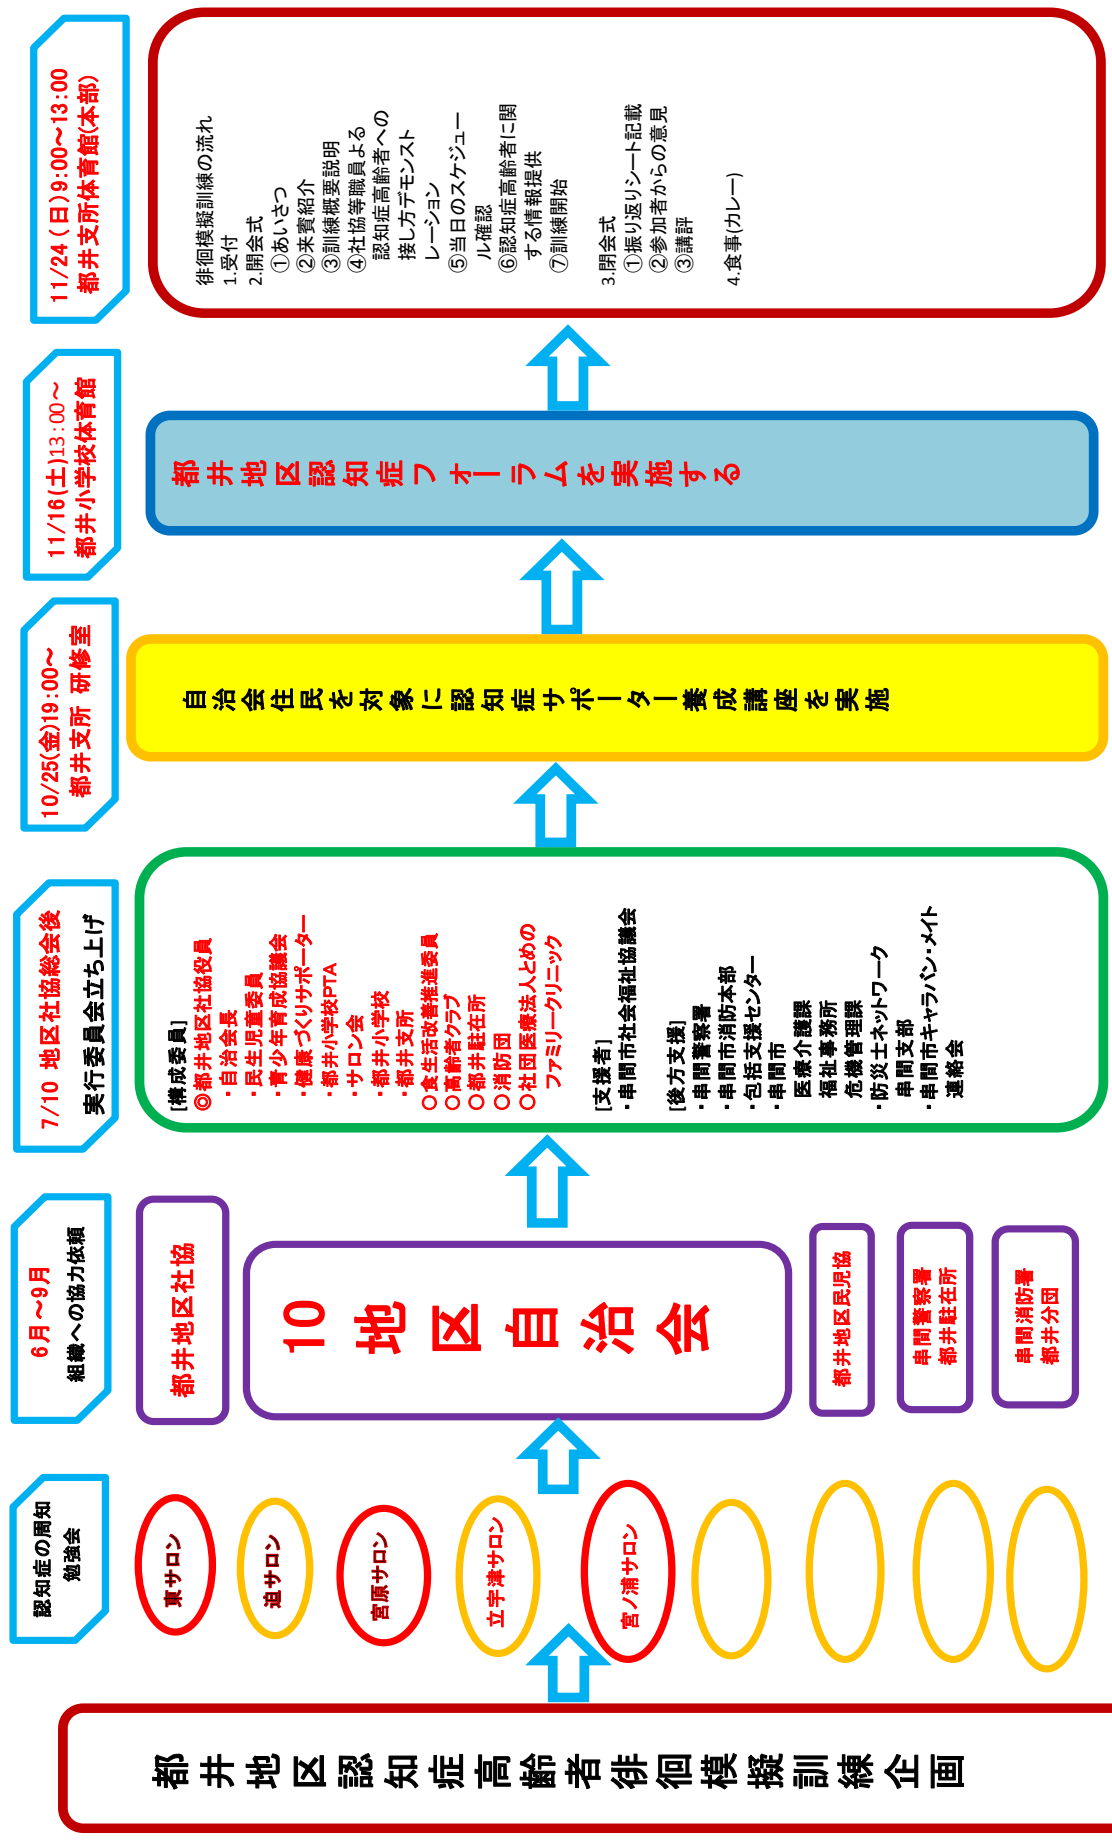 都井地区認知症高齢者徘徊模擬訓練企画
認知症の周知
勉強会
東サロン
迫サロン
宮原サロン
立宇津サロン
宮ノ浦サロン
6月～9月
組織への協力依頼
都井地区社協
10地区自治会
都井地区民児協
串間警察署
都井駐在所
串間消防署
都井分団
7/10 地区社協総会後
実行委員会立ち上げ
[構成委員]
◎都井地区社協役員
・自治会長
・民生児童委員
・青少年育成協議会
・健康づくりサポーター
・都井小学校PTA
・サロン会
・都井小学校
・都井支所
○食生活改善推進委員
○高齢者クラブ
○都井駐在所
○消防団
○社団医療法人とめの
ファミリークリニック
[支援者]
・串間市社会福祉協議会
[後方支援]
・串間警察署
・串間市消防本部
・包括支援センター
・串間市
医療介護課
福祉事務所
危機管理課
・防災士ネットワーク
串間支部
・串間市キャラバン・メイト
連絡会
10/25(金)19:00～
都井支所 研修室
自治会住民を対象に認知症サポーター養成講座を実施
11/16(土)13:00～
都井小学校体育館
都井地区認知症フォーラムを実施する
11/24（日）9:00～13:00
都井支所体育館(本部)
徘徊模擬訓練の流れ
1.受付
2.開会式
①あいさつ
②来賓紹介
③訓練概要説明
④社協等職員よる
認知症高齢者への
接し方デモンスト
レーション
⑤当日のスケジュー
ル確認
⑥認知症高齢者に関
する情報提供
⑦訓練開始
3.閉会式
①振り返りシート記載
②参加者からの意見
③講評
4.食事(カレー)